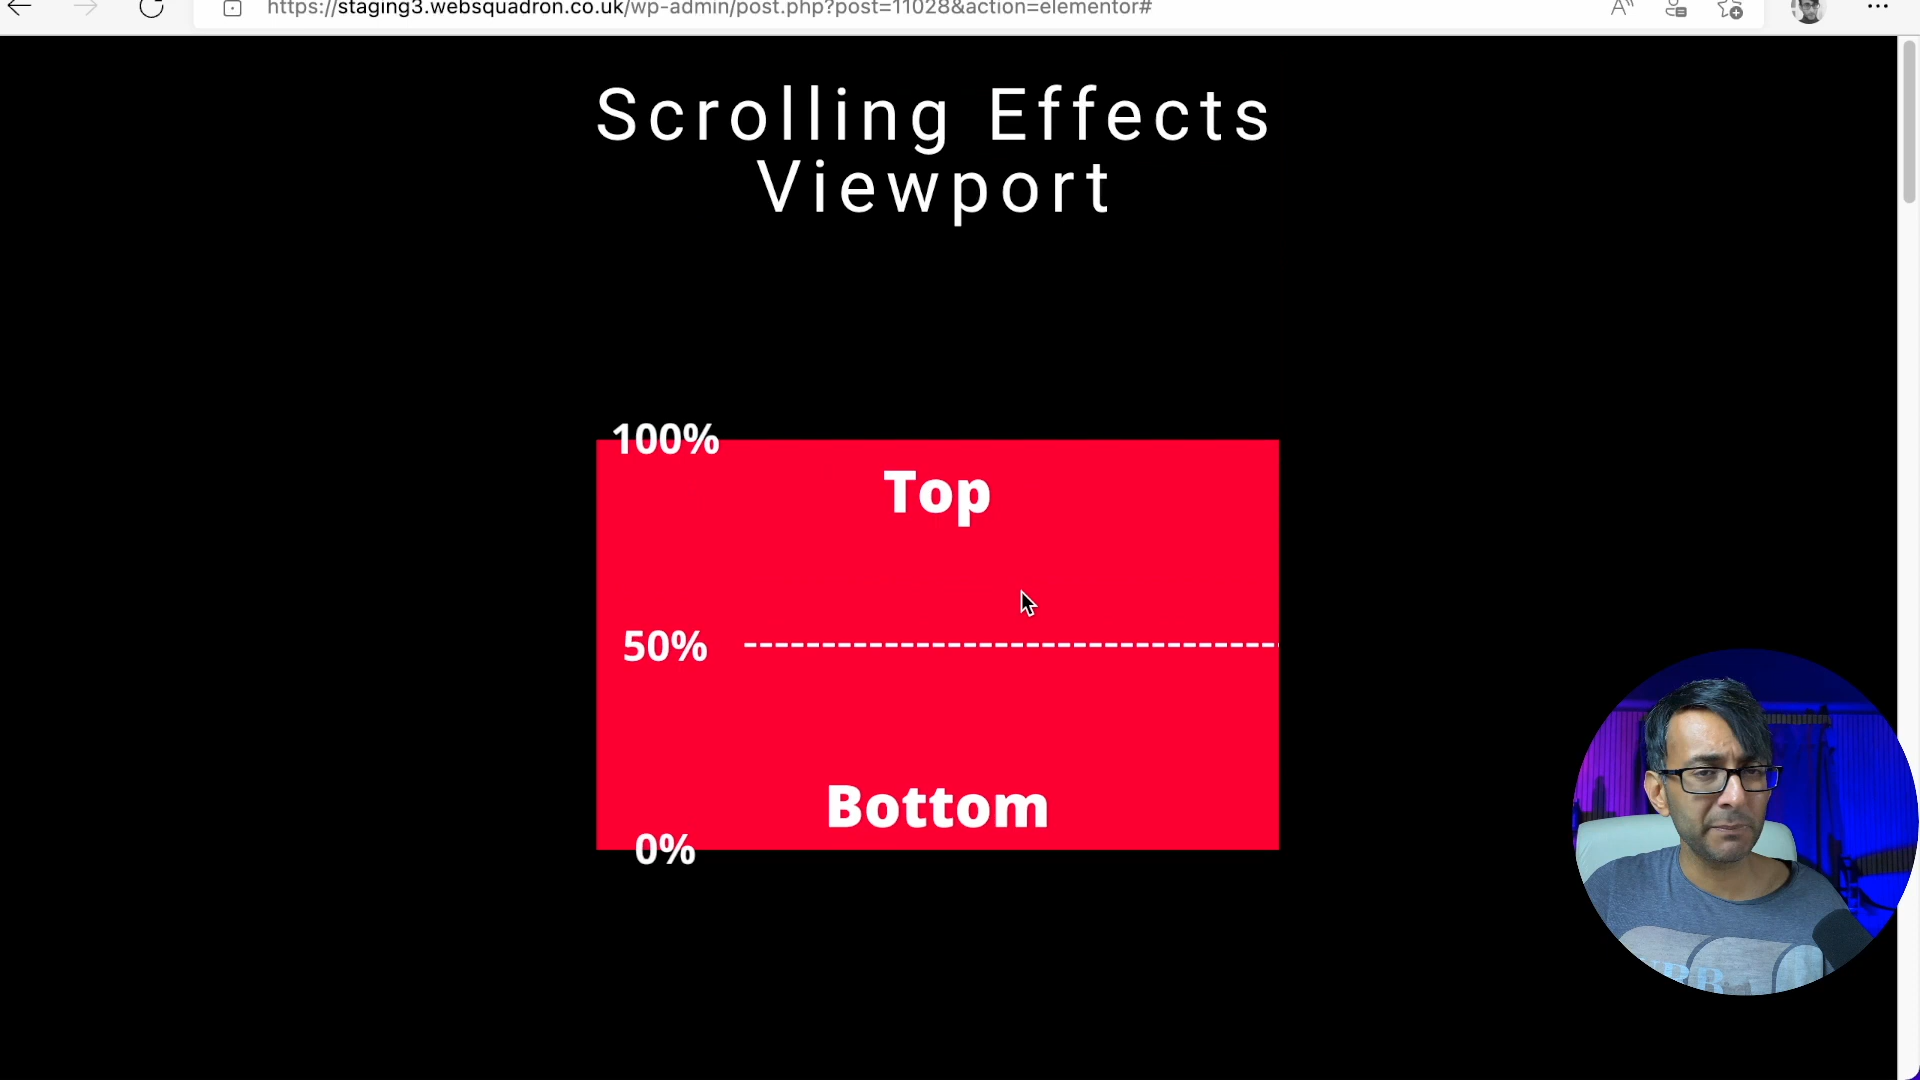 https://staging3.websquadron.co.uk/wp-admin/post.php?post=11028&action=elementor#
Scrolling Effects
Viewport
100%
Top
50%
Bottom
0%